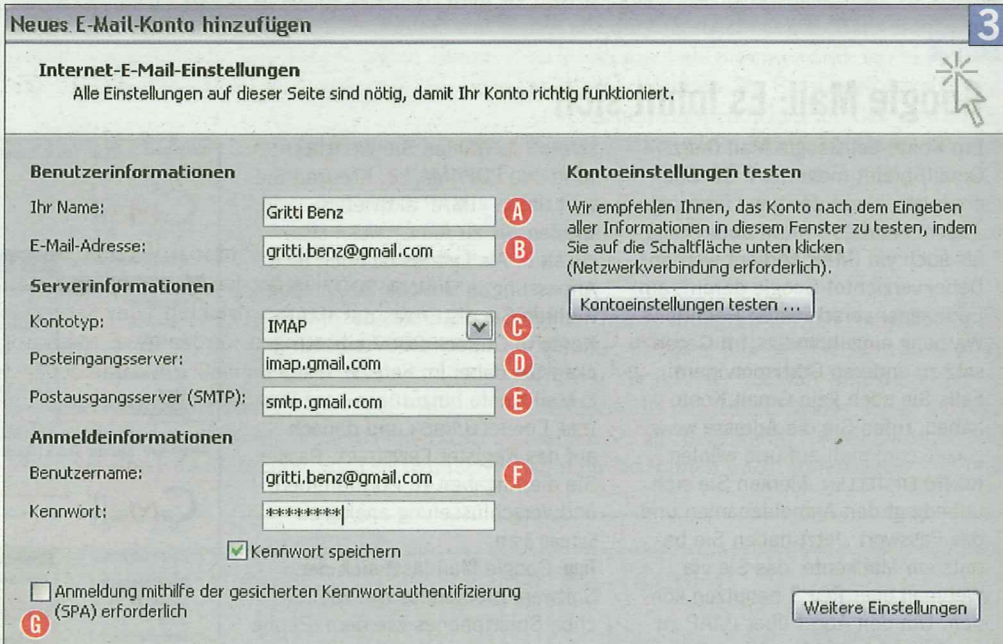 Neues E-Mail-Konto hinzufügen
3
Internet-E-Mail-Einstellungen
Alle Einstellungen auf dieser Seite sind nötig, damit Ihr Konto richtig funktioniert.
Benutzerinformationen
Ihr Name: Gritti Benz A
E-Mail-Adresse: gritti.benz@gmail.com B
Serverinformationen
Kontotyp: IMAP C
Posteingangsserver: imap.gmail.com D
Postausgangsserver (SMTP): smtp.gmail.com E
Anmeldeinformationen
Benutzername: gritti.benz@gmail.com F
Kennwort: ********
Kennwort speichern
Anmeldung mithilfe der gesicherten Kennwortauthentifizierung
(SPA) erforderlich
G
Kontoeinstellungen testen
Wir empfehlen Ihnen, das Konto nach dem Eingeben
aller Informationen in diesem Fenster zu testen, indem
Sie auf die Schaltfläche unten klicken
(Netzwerkverbindung erforderlich).
Kontoeinstellungen testen ...
Weitere Einstellungen